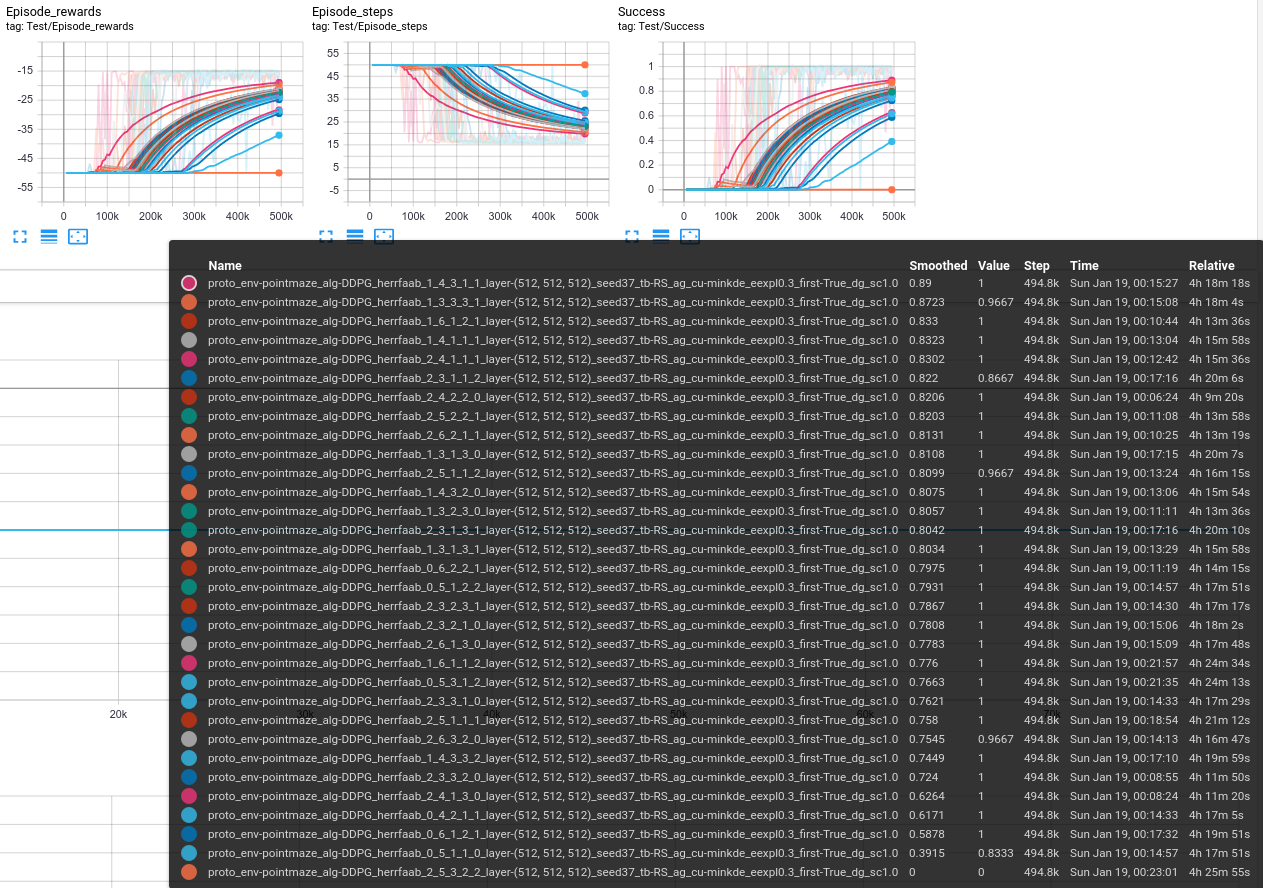 Episode_rewards
tag: Test/Episode_rewards
-15
-25
-35
-45
-55
0 100k 200k 300k 400k 500k
Episode_steps
tag: Test/Episode_steps
55
45
35
25
15
5
-5
0 100k 200k 300k 400k 500k
Success
tag: Test/Success
1
0.8
0.6
0.4
0.2
0
0 100k 200k 300k 400k 500k
Name Smoothed Value Step Time Relative
proto_env-pointmaze_alg-DDPG_herrfaab_1_4_3_1_1_layer-(512, 512, 512)_seed37_tb-RS_ag_cu-minkde_eexpl0.3_first-True_dg_sc1.0 0.89 1 494.8k Sun Jan 19, 00:15:27 4h 18m 18s
proto_env-pointmaze_alg-DDPG_herrfaab_1_3_3_3_1_layer-(512, 512, 512)_seed37_tb-RS_ag_cu-minkde_eexpl0.3_first-True_dg_sc1.0 0.8723 0.9667 494.8k Sun Jan 19, 00:15:08 4h 18m 4s
proto_env-pointmaze_alg-DDPG_herrfaab_1_6_1_2_1_layer-(512, 512, 512)_seed37_tb-RS_ag_cu-minkde_eexpl0.3_first-True_dg_sc1.0 0.833 1 494.8k Sun Jan 19, 00:10:44 4h 13m 36s
proto_env-pointmaze_alg-DDPG_herrfaab_1_4_1_1_1_layer-(512, 512, 512)_seed37_tb-RS_ag_cu-minkde_eexpl0.3_first-True_dg_sc1.0 0.8323 1 494.8k Sun Jan 19, 00:13:04 4h 15m 58s
proto_env-pointmaze_alg-DDPG_herrfaab_2_4_1_1_1_layer-(512, 512, 512)_seed37_tb-RS_ag_cu-minkde_eexpl0.3_first-True_dg_sc1.0 0.8302 1 494.8k Sun Jan 19, 00:12:42 4h 15m 36s
proto_env-pointmaze_alg-DDPG_herrfaab_2_3_1_1_2_layer-(512, 512, 512)_seed37_tb-RS_ag_cu-minkde_eexpl0.3_first-True_dg_sc1.0 0.822 0.8667 494.8k Sun Jan 19, 00:17:16 4h 20m 6s
proto_env-pointmaze_alg-DDPG_herrfaab_2_4_2_2_0_layer-(512, 512, 512)_seed37_tb-RS_ag_cu-minkde_eexpl0.3_first-True_dg_sc1.0 0.8206 1 494.8k Sun Jan 19, 00:06:24 4h 9m 20s
proto_env-pointmaze_alg-DDPG_herrfaab_2_5_2_2_1_layer-(512, 512, 512)_seed37_tb-RS_ag_cu-minkde_eexpl0.3_first-True_dg_sc1.0 0.8203 1 494.8k Sun Jan 19, 00:11:08 4h 13m 58s
proto_env-pointmaze_alg-DDPG_herrfaab_2_6_2_1_1_layer-(512, 512, 512)_seed37_tb-RS_ag_cu-minkde_eexpl0.3_first-True_dg_sc1.0 0.8131 1 494.8k Sun Jan 19, 00:10:25 4h 13m 19s
proto_env-pointmaze_alg-DDPG_herrfaab_1_3_1_3_0_layer-(512, 512, 512)_seed37_tb-RS_ag_cu-minkde_eexpl0.3_first-True_dg_sc1.0 0.8108 1 494.8k Sun Jan 19, 00:17:15 4h 20m 7s
proto_env-pointmaze_alg-DDPG_herrfaab_2_5_1_1_2_layer-(512, 512, 512)_seed37_tb-RS_ag_cu-minkde_eexpl0.3_first-True_dg_sc1.0 0.8099 0.9667 494.8k Sun Jan 19, 00:13:24 4h 16m 15s
proto_env-pointmaze_alg-DDPG_herrfaab_1_4_3_2_0_layer-(512, 512, 512)_seed37_tb-RS_ag_cu-minkde_eexpl0.3_first-True_dg_sc1.0 0.8075 1 494.8k Sun Jan 19, 00:13:06 4h 15m 54s
proto_env-pointmaze_alg-DDPG_herrfaab_1_3_2_3_0_layer-(512, 512, 512)_seed37_tb-RS_ag_cu-minkde_eexpl0.3_first-True_dg_sc1.0 0.8057 1 494.8k Sun Jan 19, 00:11:11 4h 13m 36s
proto_env-pointmaze_alg-DDPG_herrfaab_2_3_1_3_1_layer-(512, 512, 512)_seed37_tb-RS_ag_cu-minkde_eexpl0.3_first-True_dg_sc1.0 0.8042 1 494.8k Sun Jan 19, 00:17:16 4h 20m 10s
proto_env-pointmaze_alg-DDPG_herrfaab_1_3_1_3_1_layer-(512, 512, 512)_seed37_tb-RS_ag_cu-minkde_eexpl0.3_first-True_dg_sc1.0 0.8034 1 494.8k Sun Jan 19, 00:13:29 4h 15m 58s
proto_env-pointmaze_alg-DDPG_herrfaab_0_6_2_2_1_layer-(512, 512, 512)_seed37_tb-RS_ag_cu-minkde_eexpl0.3_first-True_dg_sc1.0 0.7975 1 494.8k Sun Jan 19, 00:11:19 4h 14m 15s
proto_env-pointmaze_alg-DDPG_herrfaab_0_5_1_2_2_layer-(512, 512, 512)_seed37_tb-RS_ag_cu-minkde_eexpl0.3_first-True_dg_sc1.0 0.7931 1 494.8k Sun Jan 19, 00:14:57 4h 17m 51s
proto_env-pointmaze_alg-DDPG_herrfaab_2_3_2_3_1_layer-(512, 512, 512)_seed37_tb-RS_ag_cu-minkde_eexpl0.3_first-True_dg_sc1.0 0.7867 1 494.8k Sun Jan 19, 00:14:30 4h 17m 17s
proto_env-pointmaze_alg-DDPG_herrfaab_2_3_2_1_0_layer-(512, 512, 512)_seed37_tb-RS_ag_cu-minkde_eexpl0.3_first-True_dg_sc1.0 0.7808 1 494.8k Sun Jan 19, 00:15:06 4h 18m 2s
proto_env-pointmaze_alg-DDPG_herrfaab_2_6_1_3_0_layer-(512, 512, 512)_seed37_tb-RS_ag_cu-minkde_eexpl0.3_first-True_dg_sc1.0 0.7783 1 494.8k Sun Jan 19, 00:15:09 4h 17m 48s
proto_env-pointmaze_alg-DDPG_herrfaab_1_6_1_1_2_layer-(512, 512, 512)_seed37_tb-RS_ag_cu-minkde_eexpl0.3_first-True_dg_sc1.0 0.776 1 494.8k Sun Jan 19, 00:21:57 4h 24m 34s
proto_env-pointmaze_alg-DDPG_herrfaab_0_5_3_1_2_layer-(512, 512, 512)_seed37_tb-RS_ag_cu-minkde_eexpl0.3_first-True_dg_sc1.0 0.7663 1 494.8k Sun Jan 19, 00:21:35 4h 24m 13s
proto_env-pointmaze_alg-DDPG_herrfaab_2_3_3_1_0_layer-(512, 512, 512)_seed37_tb-RS_ag_cu-minkde_eexpl0.3_first-True_dg_sc1.0 0.7621 1 494.8k Sun Jan 19, 00:14:33 4h 17m 29s
20k 30k 40k 50k 60k 70k
proto_env-pointmaze_alg-DDPG_herrfaab_2_5_1_1_1_layer-(512, 512, 512)_seed37_tb-RS_ag_cu-minkde_eexpl0.3_first-True_dg_sc1.0 0.758 1 494.8k Sun Jan 19, 00:18:54 4h 21m 12s
proto_env-pointmaze_alg-DDPG_herrfaab_2_6_3_2_0_layer-(512, 512, 512)_seed37_tb-RS_ag_cu-minkde_eexpl0.3_first-True_dg_sc1.0 0.7545 0.9667 494.8k Sun Jan 19, 00:14:13 4h 16m 47s
proto_env-pointmaze_alg-DDPG_herrfaab_1_4_3_3_2_layer-(512, 512, 512)_seed37_tb-RS_ag_cu-minkde_eexpl0.3_first-True_dg_sc1.0 0.7449 1 494.8k Sun Jan 19, 00:17:10 4h 19m 59s
proto_env-pointmaze_alg-DDPG_herrfaab_2_3_3_2_0_layer-(512, 512, 512)_seed37_tb-RS_ag_cu-minkde_eexpl0.3_first-True_dg_sc1.0 0.724 1 494.8k Sun Jan 19, 00:08:55 4h 11m 50s
proto_env-pointmaze_alg-DDPG_herrfaab_2_4_1_3_0_layer-(512, 512, 512)_seed37_tb-RS_ag_cu-minkde_eexpl0.3_first-True_dg_sc1.0 0.6264 1 494.8k Sun Jan 19, 00:08:24 4h 11m 20s
proto_env-pointmaze_alg-DDPG_herrfaab_0_4_2_1_1_layer-(512, 512, 512)_seed37_tb-RS_ag_cu-minkde_eexpl0.3_first-True_dg_sc1.0 0.6171 1 494.8k Sun Jan 19, 00:14:33 4h 17m 5s
proto_env-pointmaze_alg-DDPG_herrfaab_0_6_1_2_1_layer-(512, 512, 512)_seed37_tb-RS_ag_cu-minkde_eexpl0.3_first-True_dg_sc1.0 0.5878 1 494.8k Sun Jan 19, 00:17:32 4h 19m 51s
proto_env-pointmaze_alg-DDPG_herrfaab_0_5_1_1_0_layer-(512, 512, 512)_seed37_tb-RS_ag_cu-minkde_eexpl0.3_first-True_dg_sc1.0 0.3915 0.8333 494.8k Sun Jan 19, 00:14:57 4h 17m 51s
proto_env-pointmaze_alg-DDPG_herrfaab_2_5_3_2_2_layer-(512, 512, 512)_seed37_tb-RS_ag_cu-minkde_eexpl0.3_first-True_dg_sc1.0 0 0 494.8k Sun Jan 19, 00:23:01 4h 25m 55s